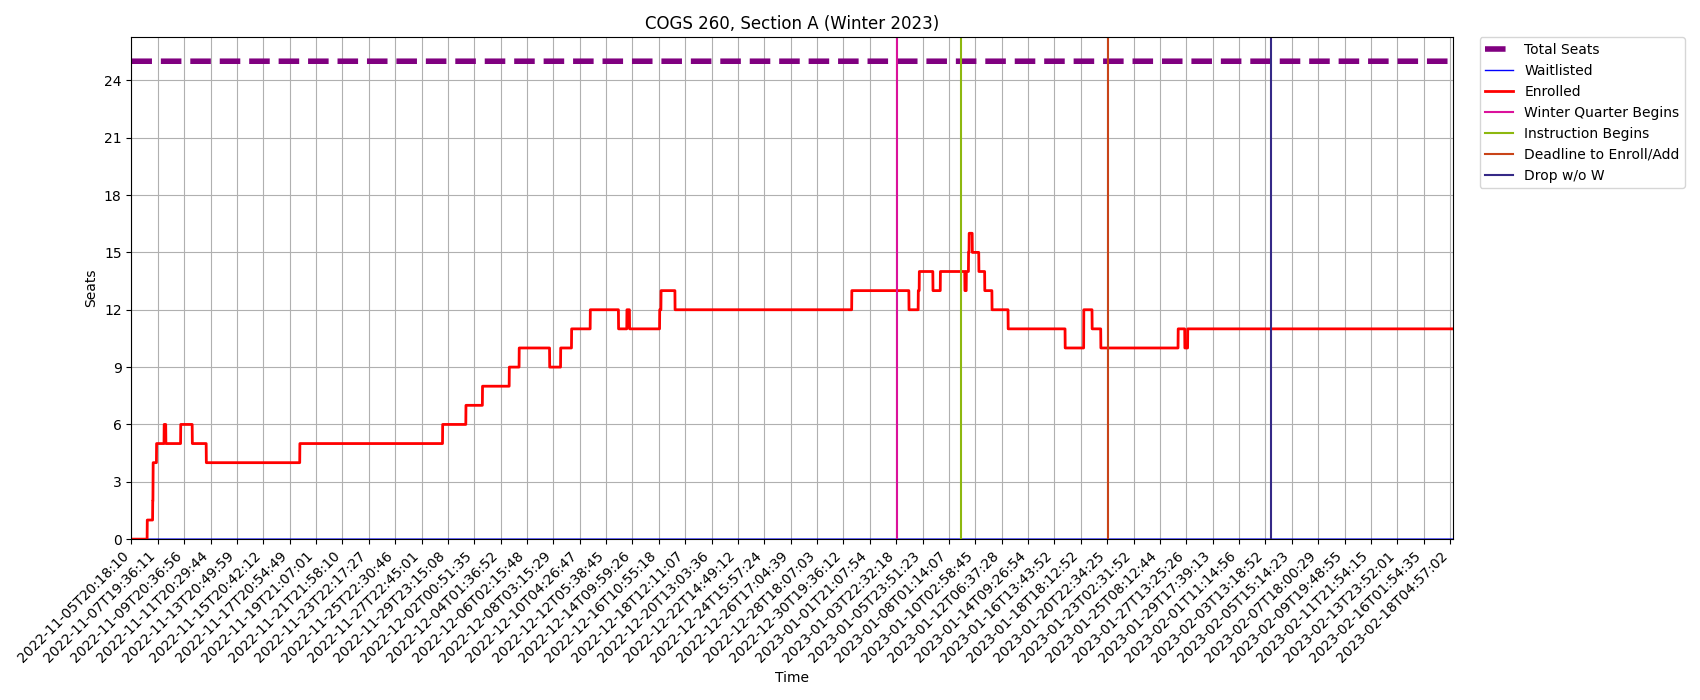 COGS 260, Section A (Winter 2023)
Total Seats
Waitlisted
Enrolled
Winter Quarter Begins
Instruction Begins
Deadline to Enroll/Add
Drop w/o W
Seats
24
21
18
15
12
9
6
3
0
2022-11-05T20:18:10
2022-11-07T19:36:11
2022-11-09T20:36:56
2022-11-11T20:29:44
2022-11-13T20:49:59
2022-11-15T20:42:12
2022-11-17T20:54:49
2022-11-19T21:07:01
2022-11-21T21:58:10
2022-11-23T22:17:27
2022-11-25T22:30:46
2022-11-27T22:45:01
2022-11-29T23:15:08
2022-12-02T00:51:35
2022-12-04T01:36:52
2022-12-06T02:15:48
2022-12-08T03:15:29
2022-12-10T04:26:47
2022-12-12T05:38:45
2022-12-14T09:59:26
2022-12-16T10:55:18
2022-12-18T12:11:07
2022-12-20T13:03:36
2022-12-22T14:49:12
2022-12-24T15:57:24
2022-12-26T17:04:39
2022-12-28T18:07:03
2022-12-30T19:36:12
2023-01-01T21:07:54
2023-01-03T22:32:18
2023-01-05T23:51:23
2023-01-08T01:14:07
2023-01-10T02:58:45
2023-01-12T06:37:28
2023-01-14T09:26:54
2023-01-16T13:43:52
2023-01-18T18:12:52
2023-01-20T22:34:25
2023-01-23T02:31:52
2023-01-25T08:12:44
2023-01-27T13:25:26
2023-01-29T17:39:13
2023-02-01T11:14:56
2023-02-03T13:18:52
2023-02-05T15:14:23
2023-02-07T18:00:29
2023-02-09T19:48:55
2023-02-11T21:54:15
2023-02-13T23:52:01
2023-02-16T01:54:35
2023-02-18T04:57:02
Time